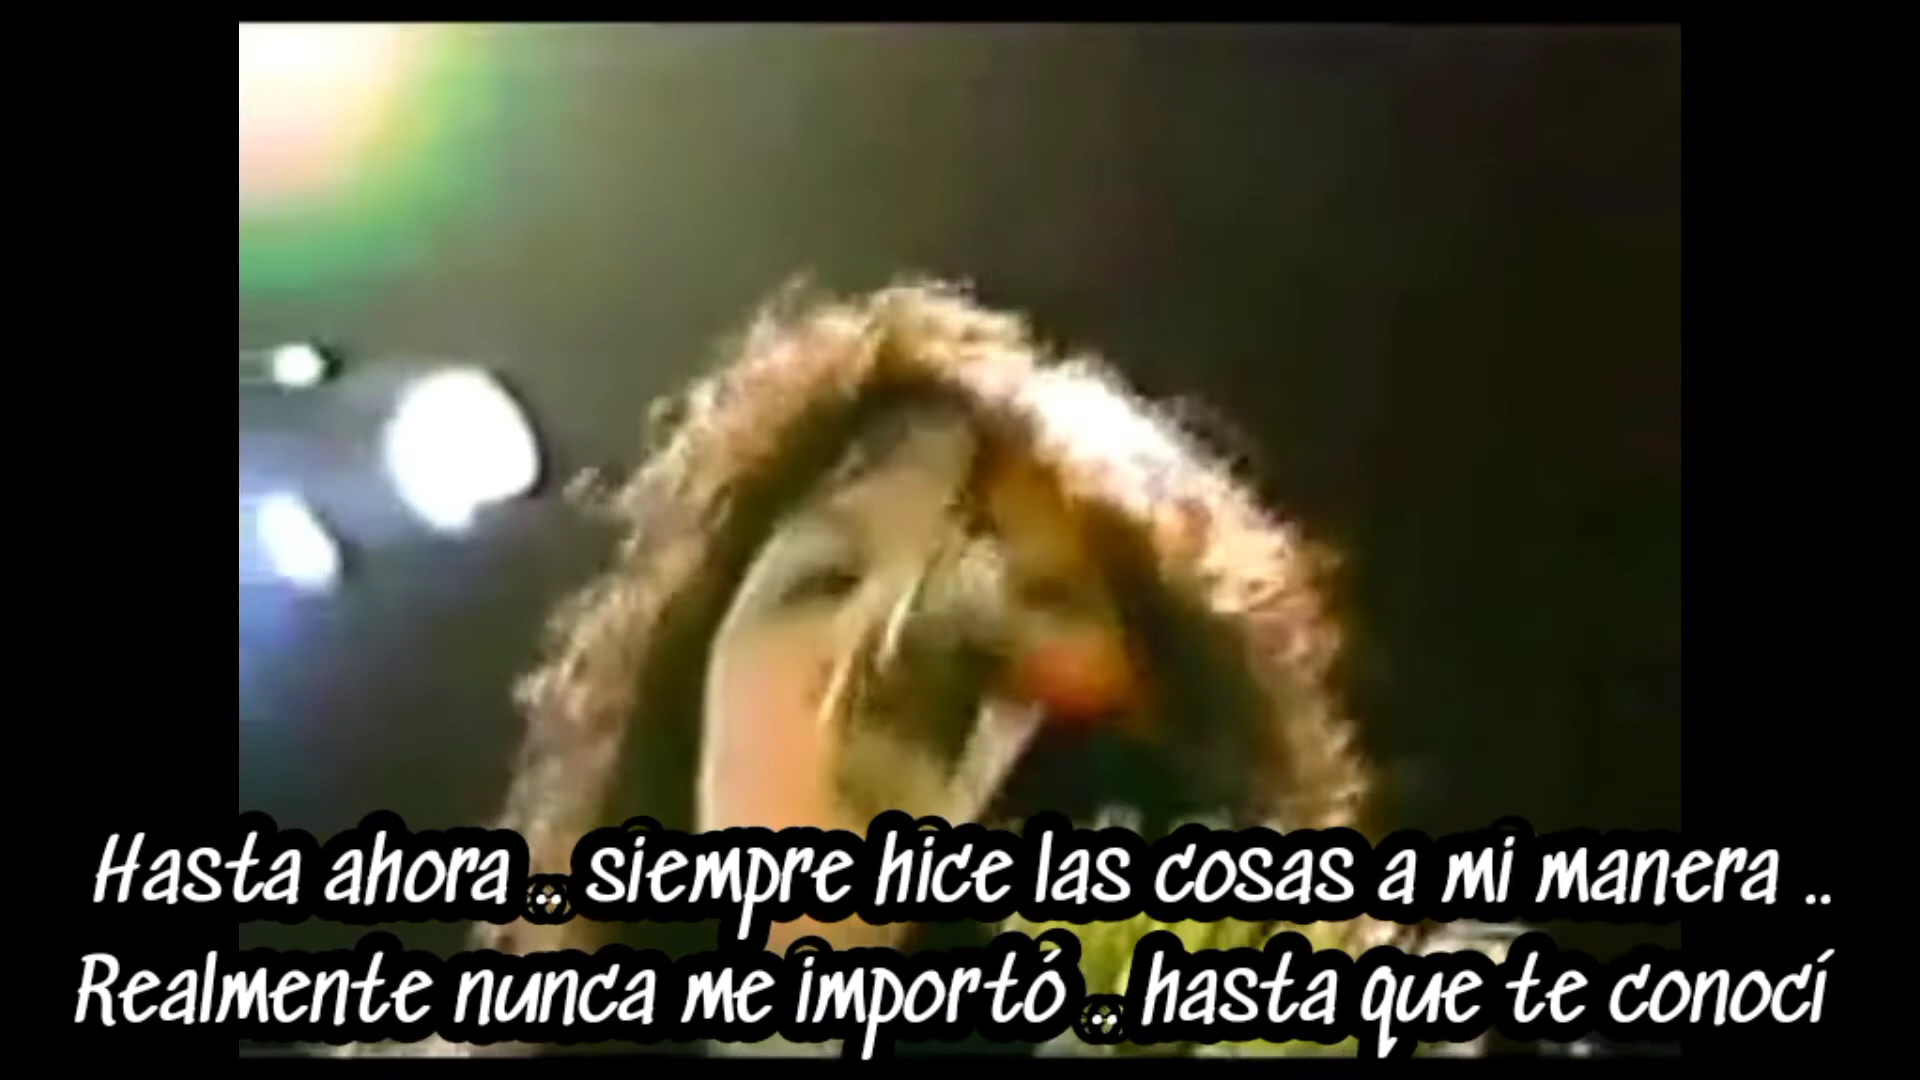 Hasta ahora .. siempre hice las cosas a mi manera ..
Realmente nunca me importó .. hasta que te conocí